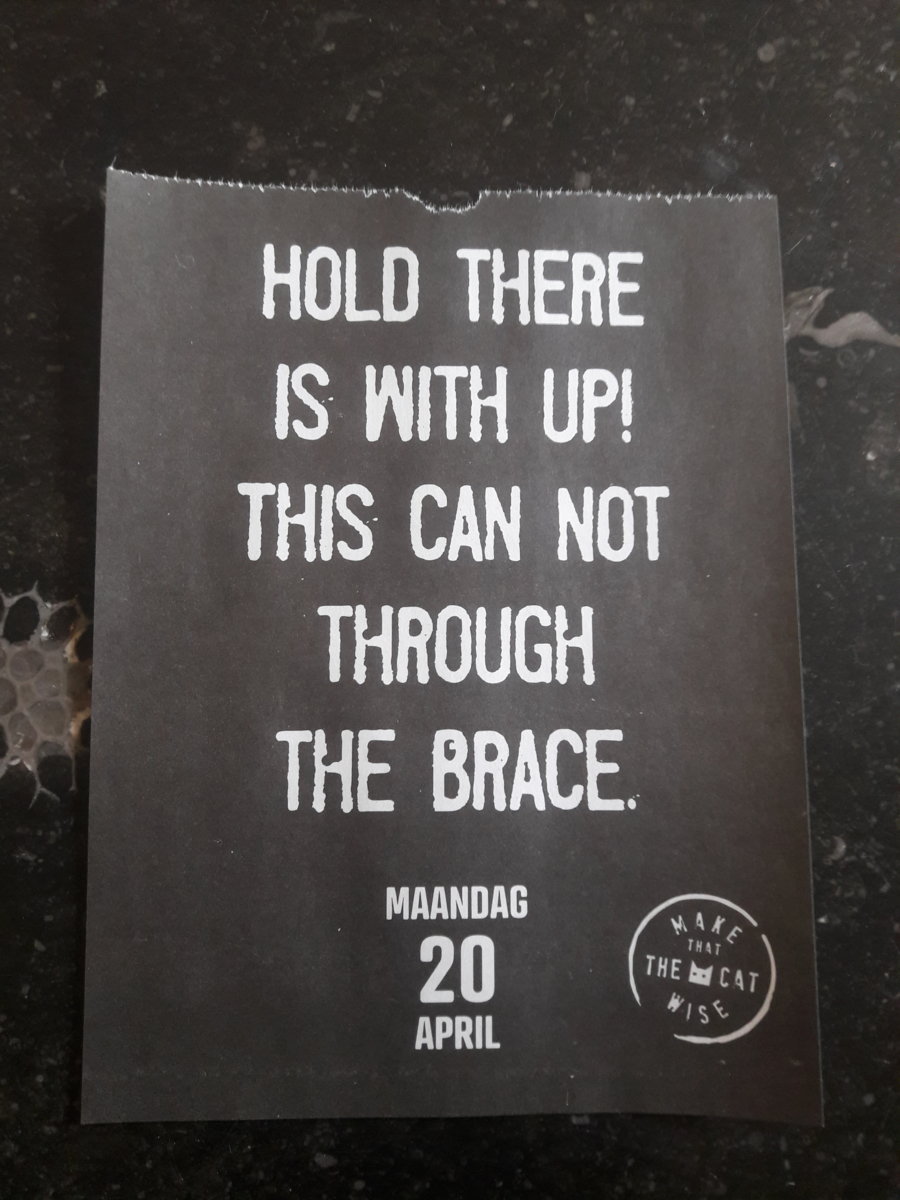 HOLD THERE
IS WITH UP!
THIS CAN NOT
THROUGH
THE BRACE.
MAANDAG
20
APRIL
MAKE
THAT
THE CAT
WISE